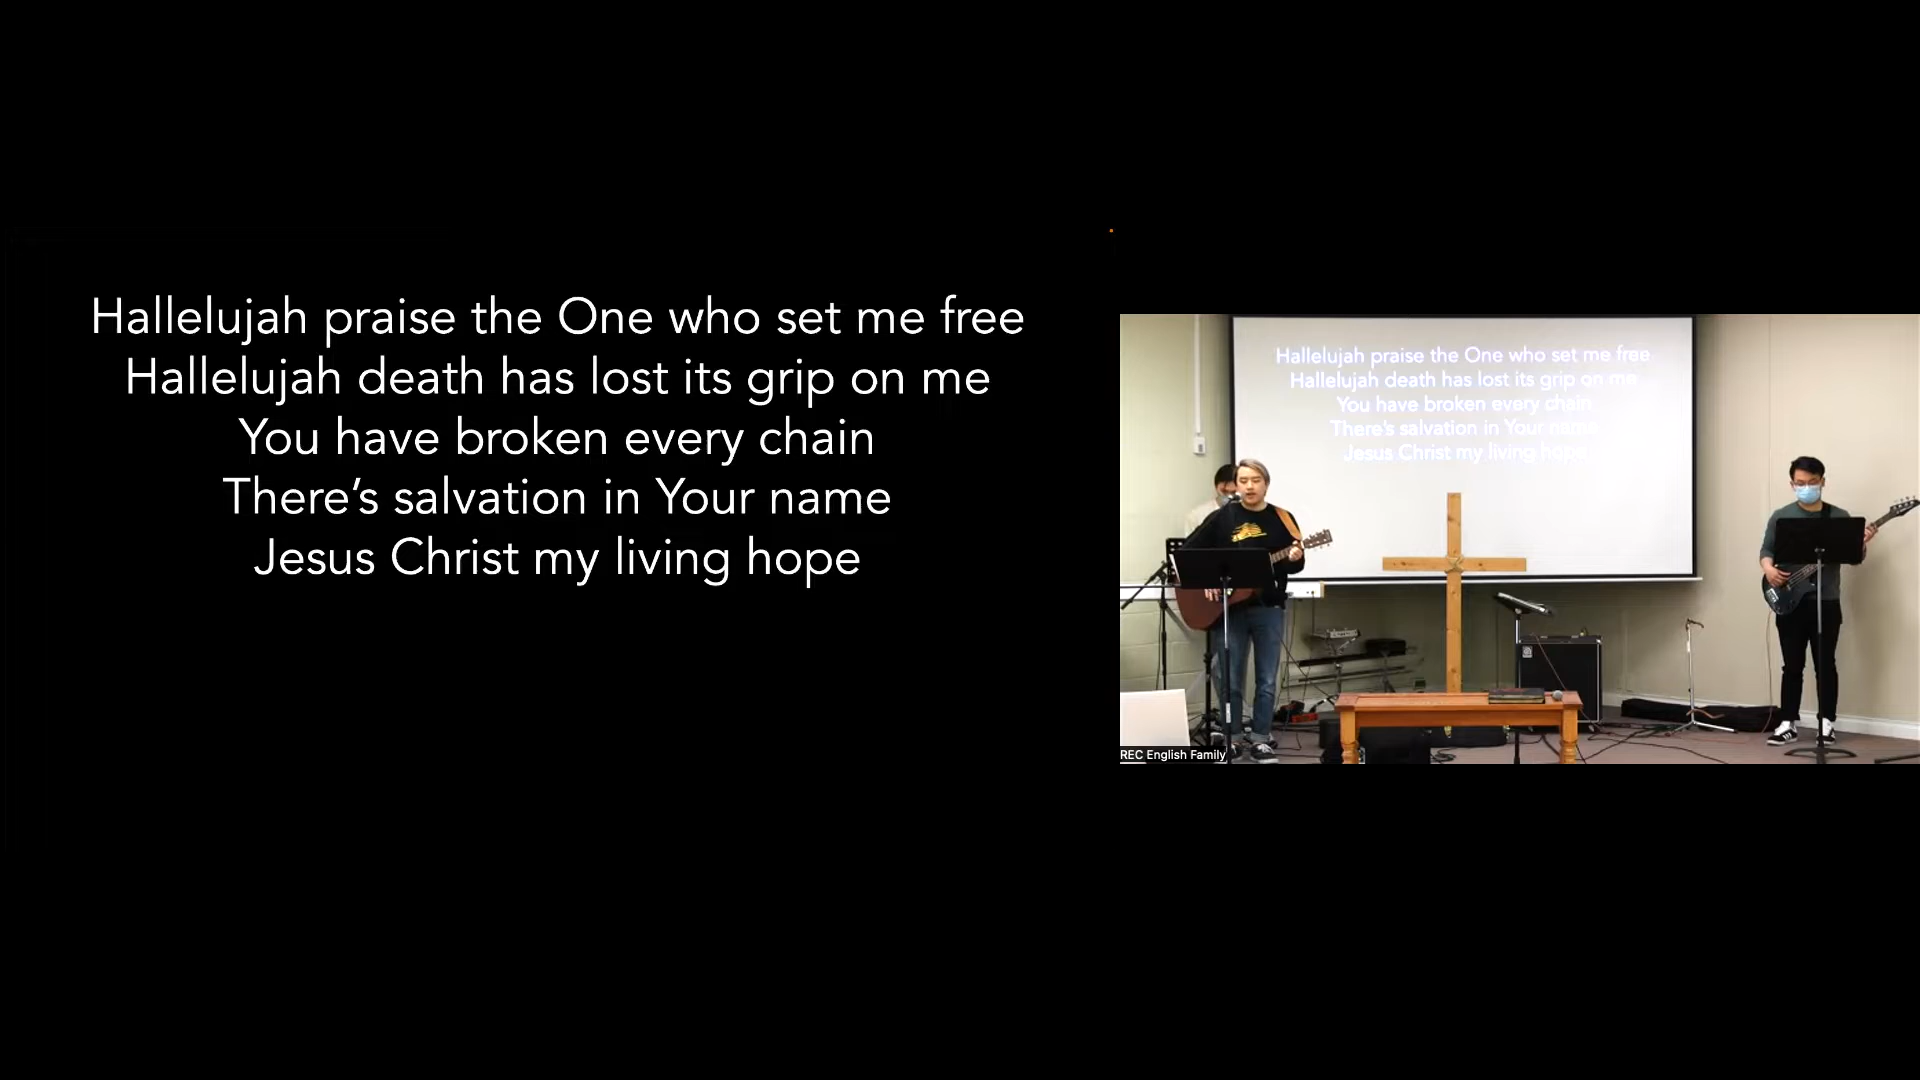 Hallelujah praise the One who set me free
Hallelujah death has lost its grip on me
You have broken every chain
There's salvation in Your name
Jesus Christ my living hope
Hallelujah praise the One who set me free
Hallelujah death has lost its grip on me
You have broken every chain
There's salvation in Your name
Jesus Christ my living hope
REC English Family